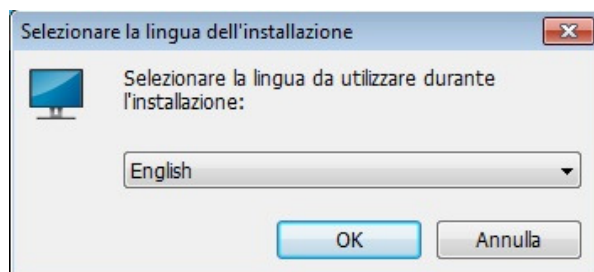 Selezionare la lingua dell'installazione
Selezionare la lingua da utilizzare durante
l'installazione:
English
OK Annulla